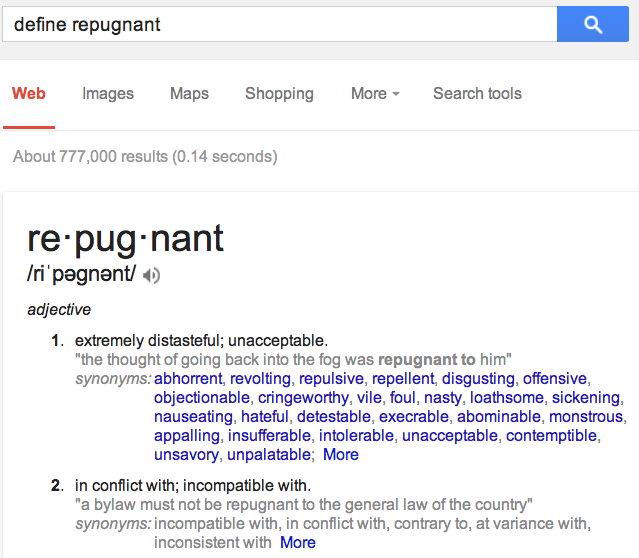 define repugnant
Web Images Maps Shopping More Search tools
About 777,000 results (0.14 seconds)
re·pug·nant
/riˈpəgnənt/
adjective
1. extremely distasteful; unacceptable.
"the thought of going back into the fog was repugnant to him"
synonyms: abhorrent, revolting, repulsive, repellent, disgusting, offensive,
objectionable, cringeworthy, vile, foul, nasty, loathsome, sickening,
nauseating, hateful, detestable, execrable, abominable, monstrous,
appalling, insufferable, intolerable, unacceptable, contemptible,
unsavory, unpalatable; More
2. in conflict with; incompatible with.
"a bylaw must not be repugnant to the general law of the country"
synonyms: incompatible with, in conflict with, contrary to, at variance with,
inconsistent with More